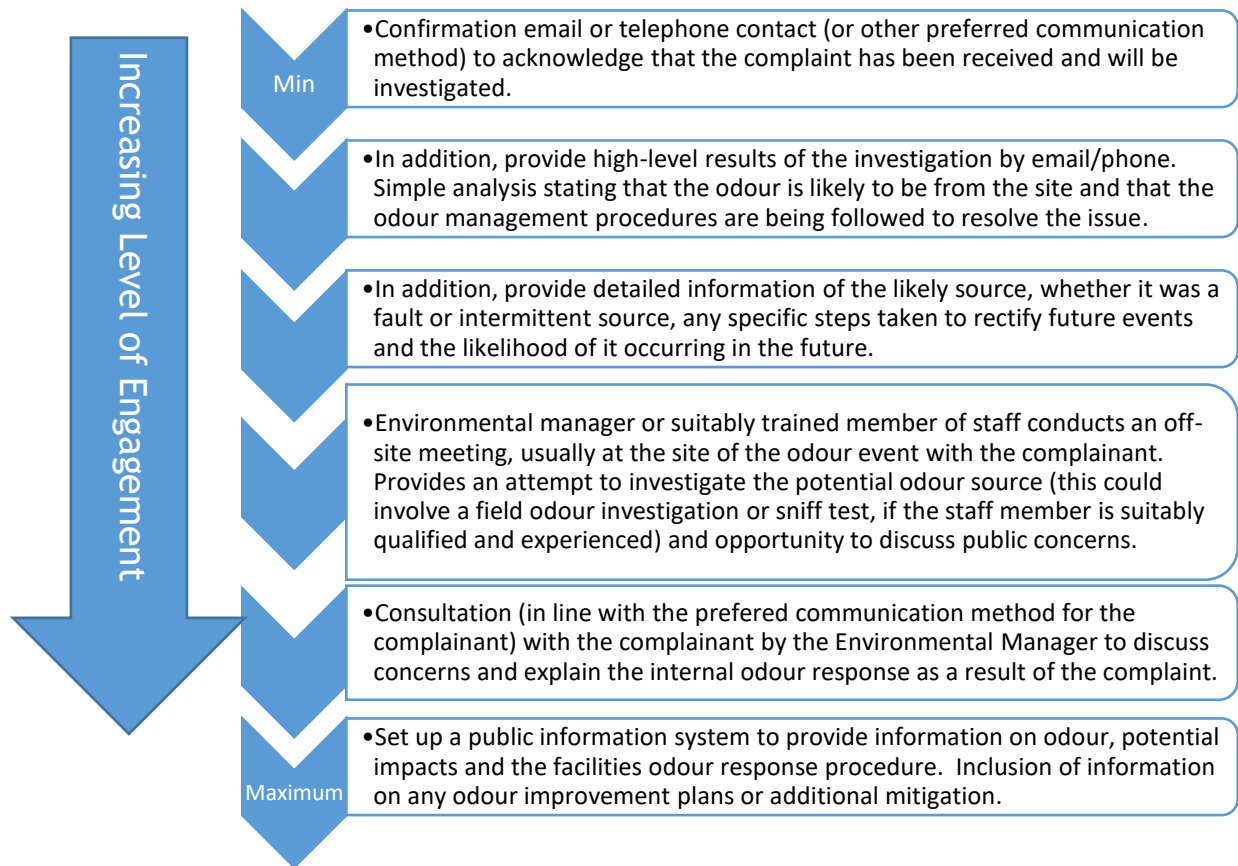 Increasing Level of Engagement
Min
•Confirmation email or telephone contact (or other preferred communication
method) to acknowledge that the complaint has been received and will be
investigated.
•In addition, provide high-level results of the investigation by email/phone.
Simple analysis stating that the odour is likely to be from the site and that the
odour management procedures are being followed to resolve the issue.
•In addition, provide detailed information of the likely source, whether it was a
fault or intermittent source, any specific steps taken to rectify future events
and the likelihood of it occurring in the future.
•Environmental manager or suitably trained member of staff conducts an off-
site meeting, usually at the site of the odour event with the complainant.
Provides an attempt to investigate the potential odour source (this could
involve a field odour investigation or sniff test, if the staff member is suitably
qualified and experienced) and opportunity to discuss public concerns.
•Consultation (in line with the prefered communication method for the
complainant) with the complainant by the Environmental Manager to discuss
concerns and explain the internal odour response as a result of the complaint.
Maximum
•Set up a public information system to provide information on odour, potential
impacts and the facilities odour response procedure.  Inclusion of information
on any odour improvement plans or additional mitigation.